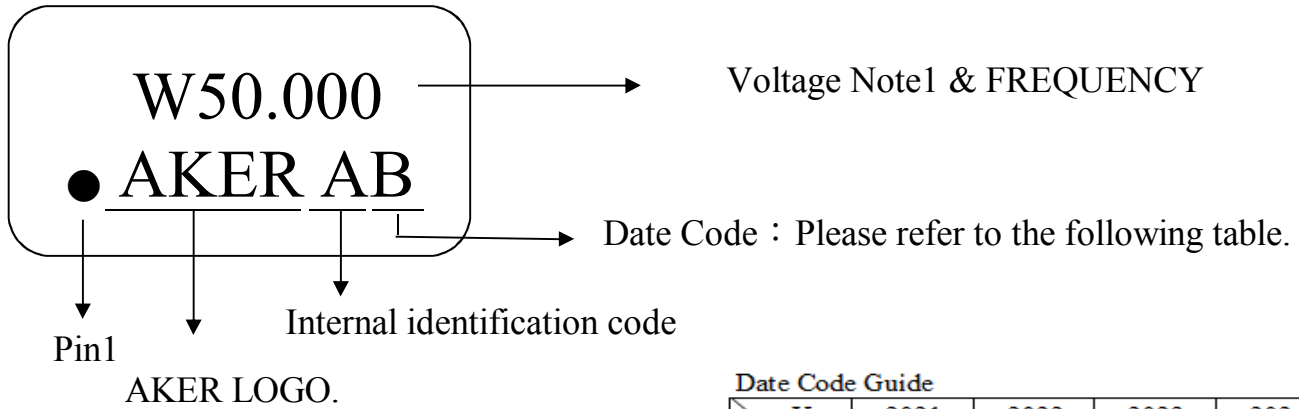 W50.000
Voltage Note1 & FREQUENCY
AKER AB
Date Code：Please refer to the following table.
Internal identification code
Pin1
AKER LOGO.
Date Code Guide